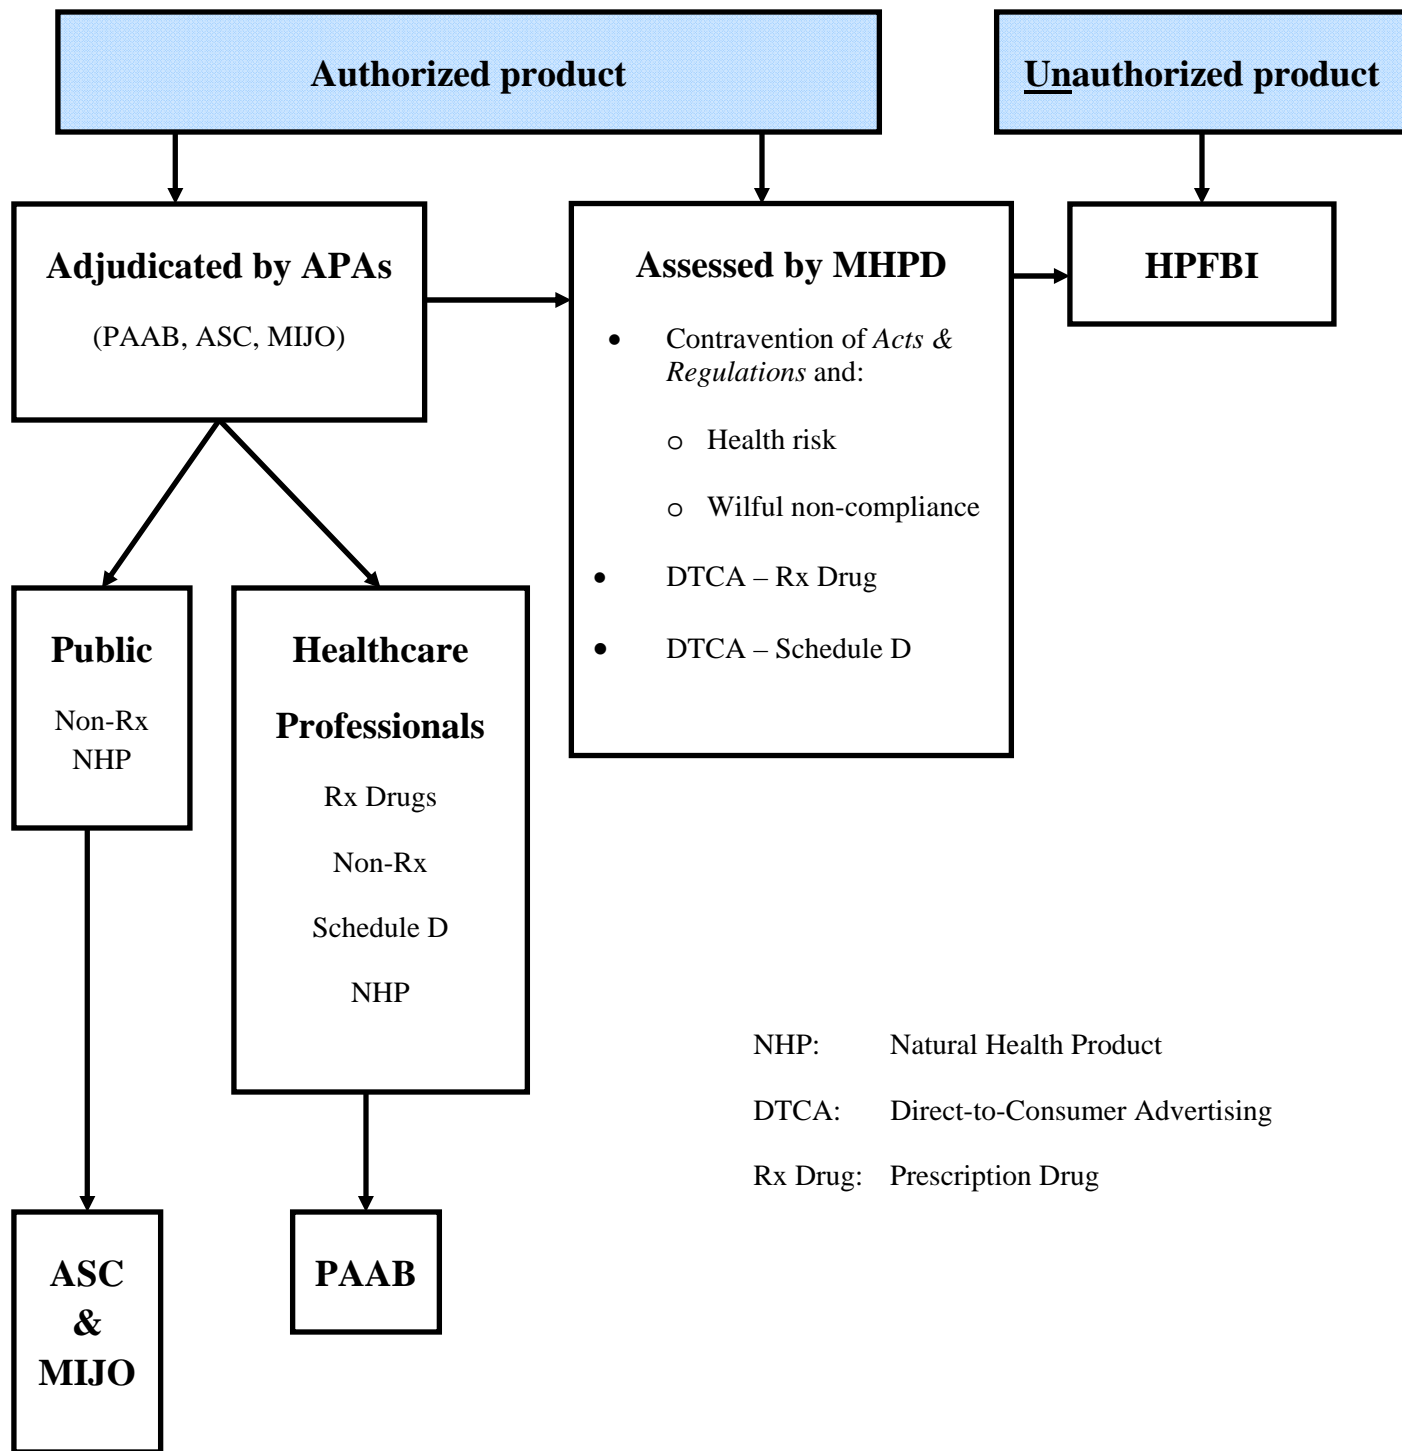 Authorized product
Unauthorized product
Adjudicated by APAs
(PAAB, ASC, MIJO)
Assessed by MHPD
• Contravention of Acts &
Regulations and:
o Health risk
o Wilful non-compliance
• DTCA – Rx Drug
• DTCA – Schedule D
HPFBI
Public
Non-Rx
NHP
Healthcare
Professionals
Rx Drugs
Non-Rx
Schedule D
NHP
NHP: Natural Health Product
DTCA: Direct-to-Consumer Advertising
Rx Drug: Prescription Drug
ASC
&
MIJO
PAAB